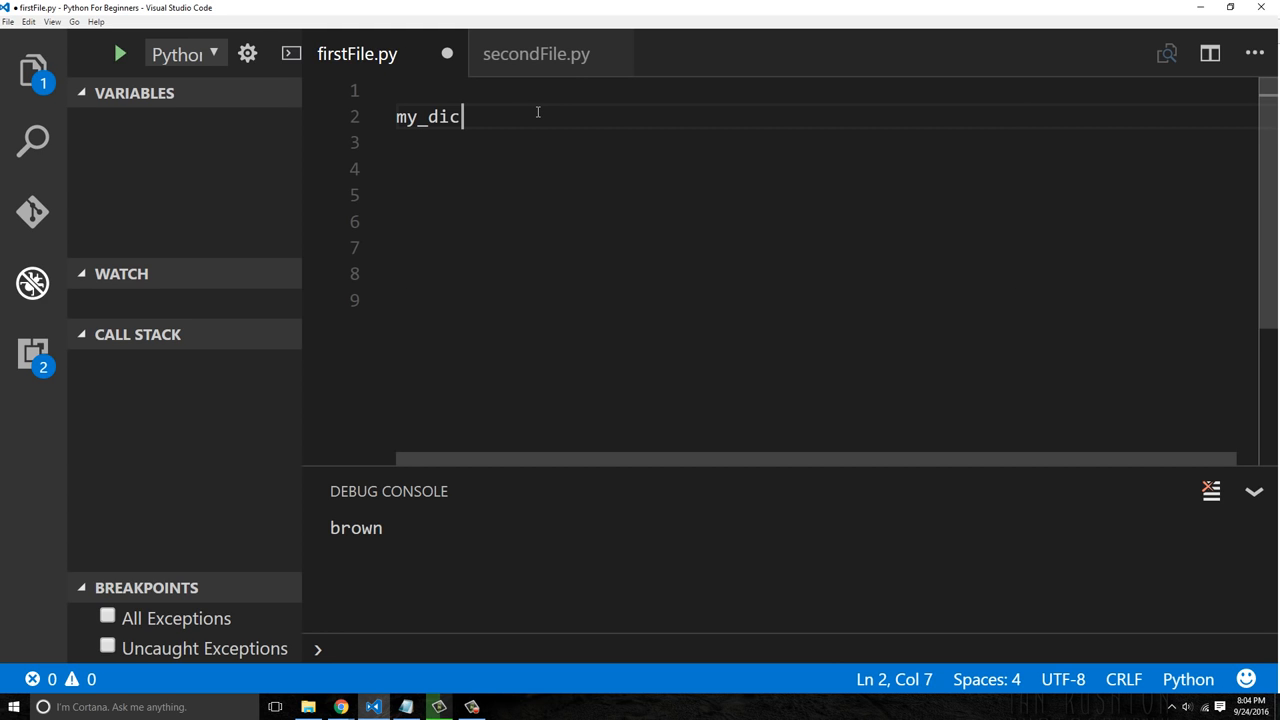 ● firstFile.py - Python For Beginners - Visual Studio Code
File Edit View Go Help
1
Python
firstFile.py
secondFile.py
VARIABLES
1
2 my_dic
3
4
5
6
7
8
9
WATCH
CALL STACK
2
DEBUG CONSOLE
brown
BREAKPOINTS
All Exceptions
Uncaught Exceptions
0 0
Ln 2, Col 7
Spaces: 4
UTF-8
CRLF
Python
I'm Cortana. Ask me anything.
8:04 PM
9/24/2016